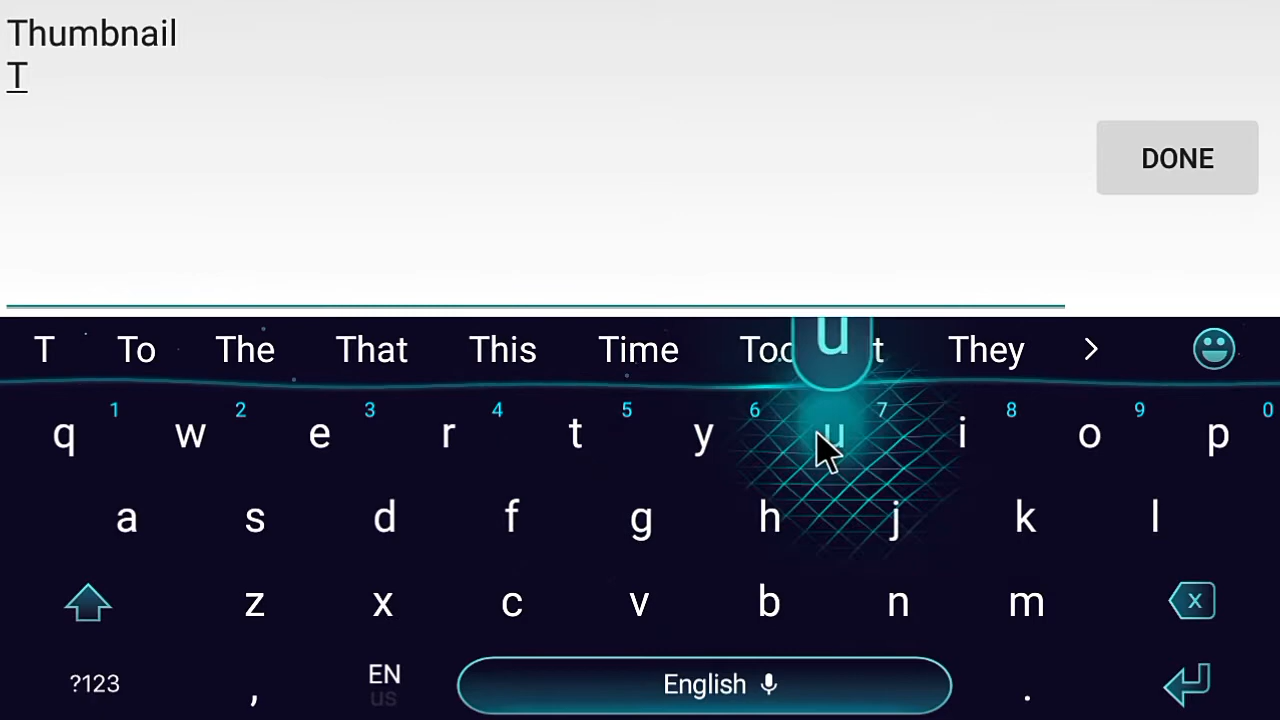 Thumbnail
T
DONE
u
T To The That This Time They
1 2 3 4 5 6 7 8 9 0
q w e r t y u i o p
a s d f g h j k l
z x c v b n m x
?123 , EN us English .